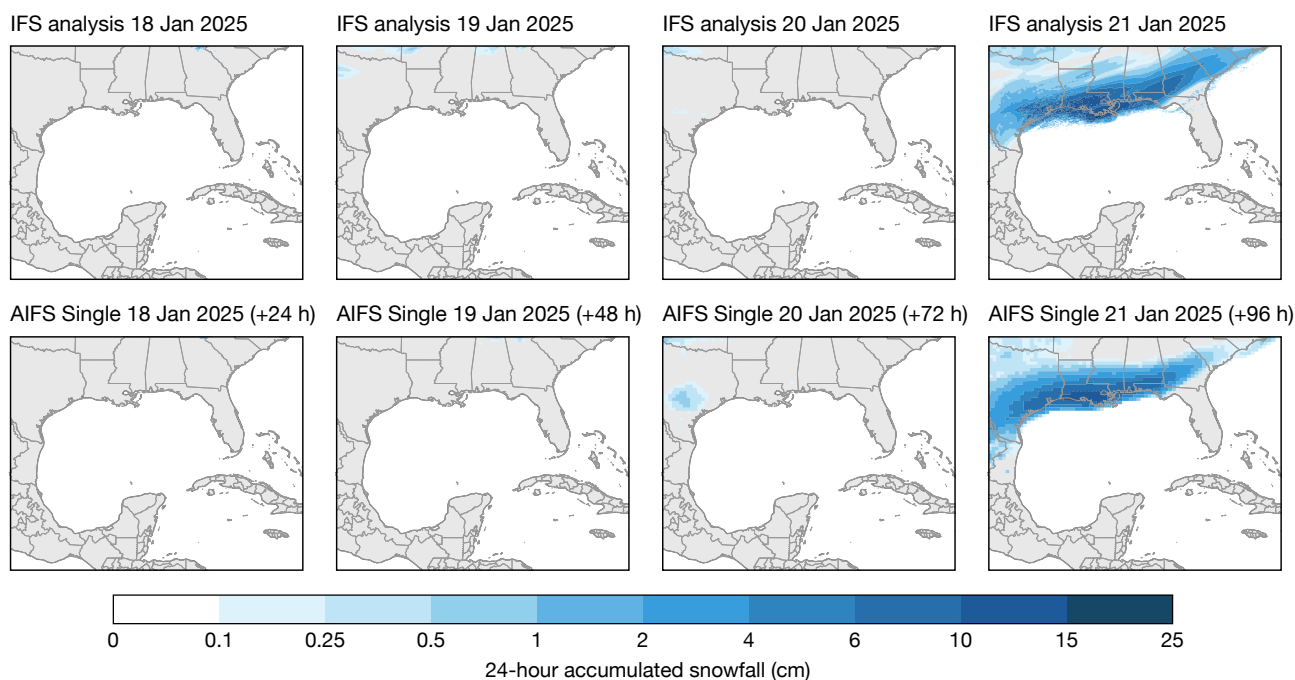 IFS analysis 18 Jan 2025
IFS analysis 19 Jan 2025
IFS analysis 20 Jan 2025
IFS analysis 21 Jan 2025
AIFS Single 18 Jan 2025 (+24 h)
AIFS Single 19 Jan 2025 (+48 h)
AIFS Single 20 Jan 2025 (+72 h)
AIFS Single 21 Jan 2025 (+96 h)
0 0.1 0.25 0.5 1 2 4 6 10 15 25
24-hour accumulated snowfall (cm)